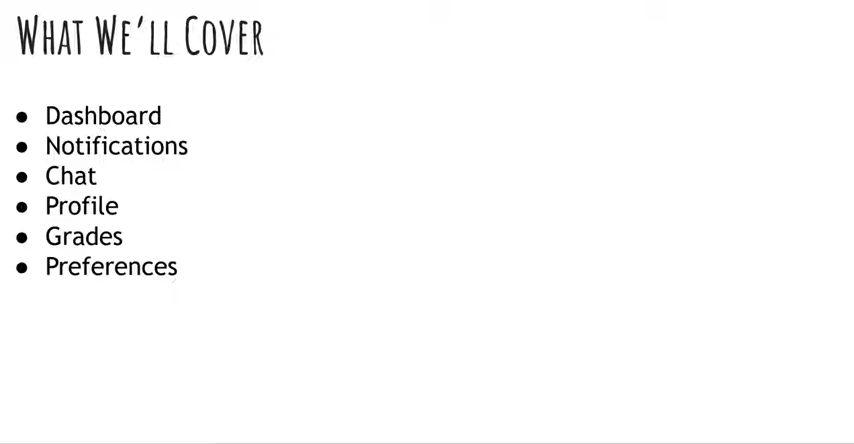 What We’ll Cover
● Dashboard
● Notifications
● Chat
● Profile
● Grades
● Preferences